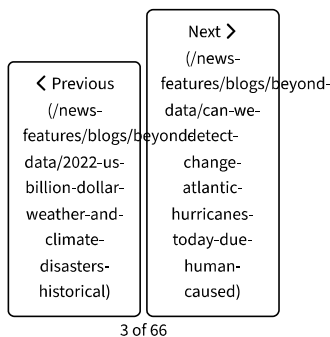 Previous
(/news-
features/blogs/beyond-
data/2022-us-
billion-dollar-
weather-and-
climate-
disasters-
historical)
Next
(/news-
features/blogs/beyond-
data/can-we-
detect-
change-
atlantic-
hurricanes-
today-due-
human-
caused)
3 of 66